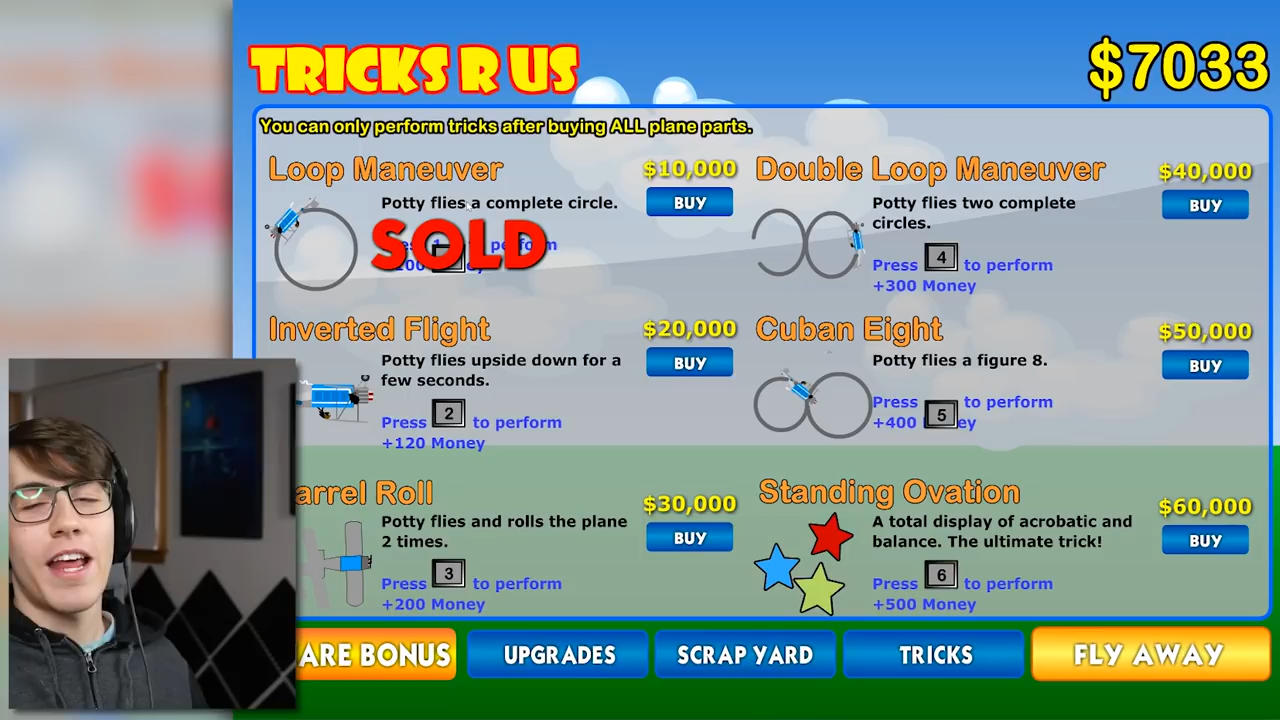 TRICKS R US
$7033
You can only perform tricks after buying ALL plane parts.
Loop Maneuver
$10,000
BUY
Potty flies a complete circle.
SOLD
Double Loop Maneuver
$40,000
BUY
Potty flies two complete
circles.
Press 4 to perform
+300 Money
Inverted Flight
$20,000
BUY
Potty flies upside down for a
few seconds.
Press 2 to perform
+120 Money
Cuban Eight
$50,000
BUY
Potty flies a figure 8.
Press 5 to perform
+400
arrel Roll
$30,000
BUY
Potty flies and rolls the plane
2 times.
Press 3 to perform
+200 Money
Standing Ovation
$60,000
BUY
A total display of acrobatic and
balance. The ultimate trick!
Press 6 to perform
+500 Money
ARE BONUS
UPGRADES
SCRAP YARD
TRICKS
FLY AWAY